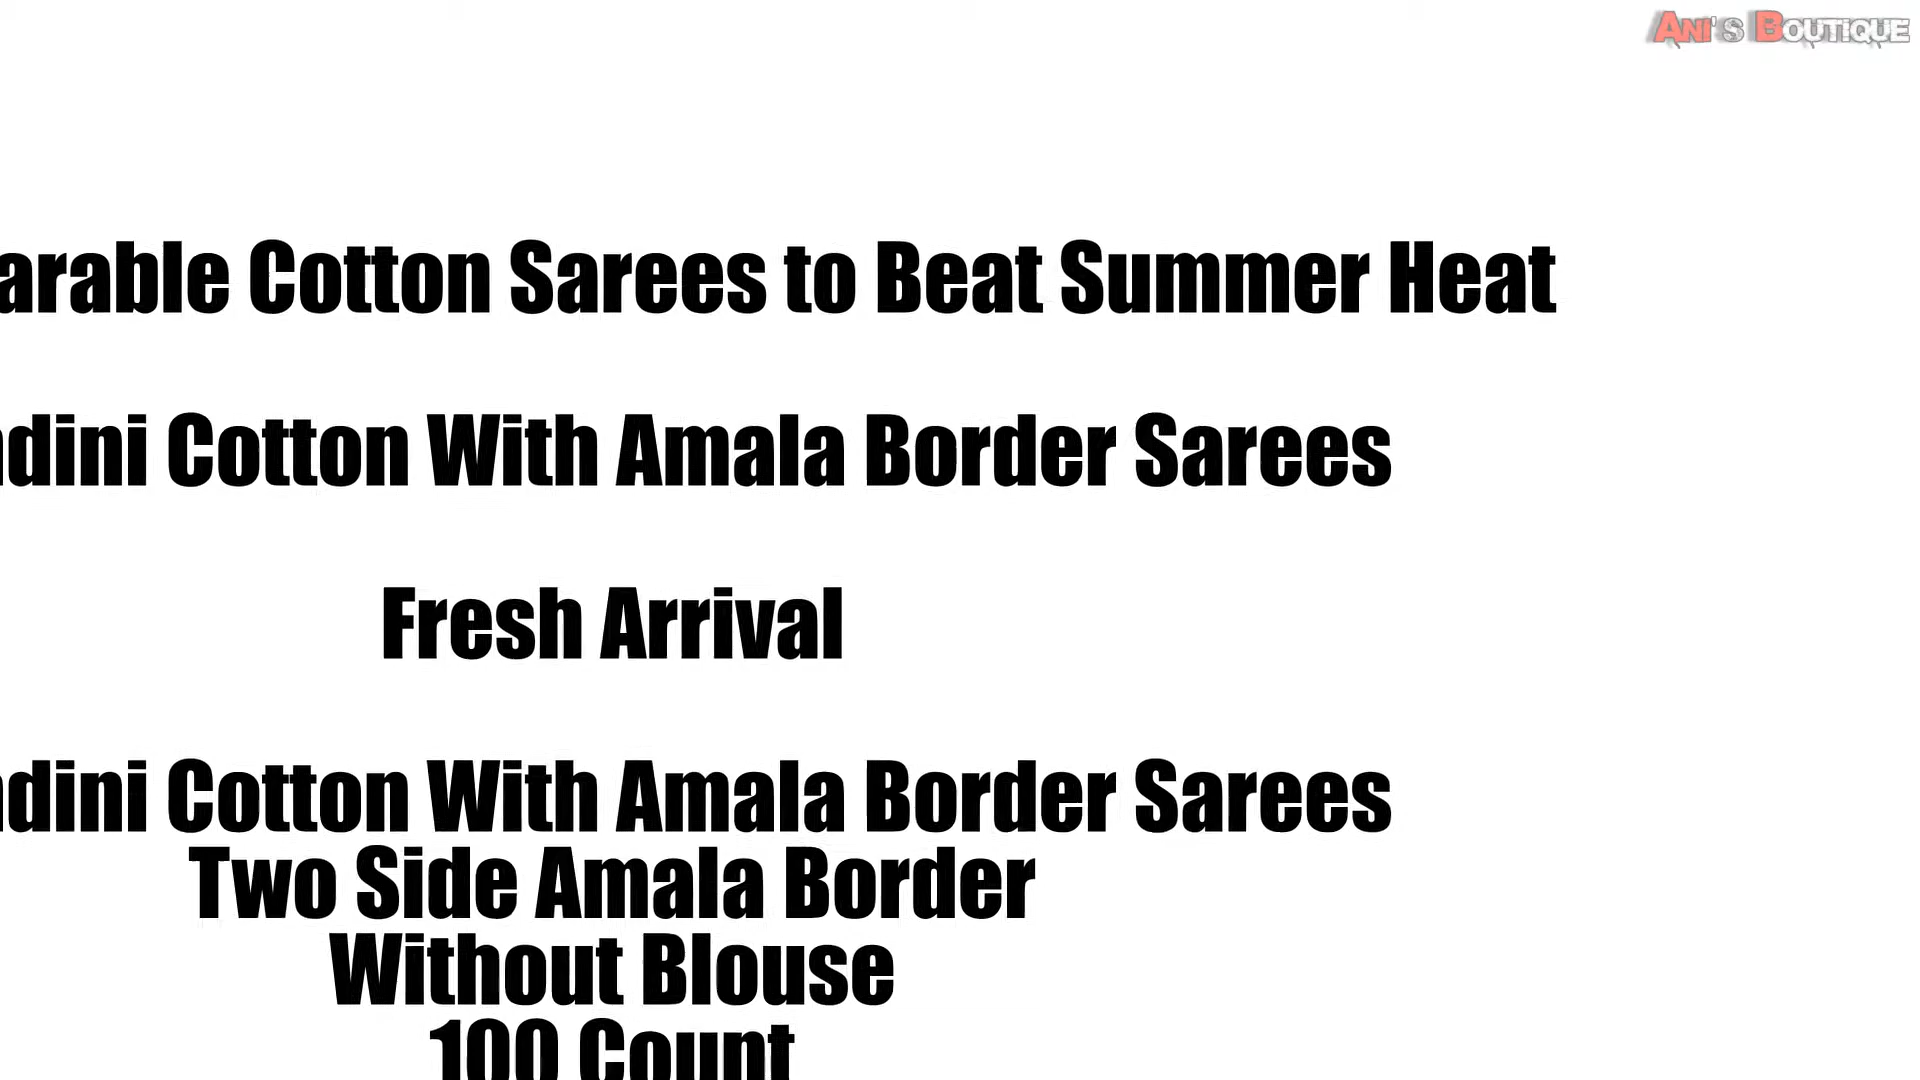 ANI'S BOUTIQUE
arable Cotton Sarees to Beat Summer Heat
dini Cotton With Amala Border Sarees
Fresh Arrival
dini Cotton With Amala Border Sarees
Two Side Amala Border
Without Blouse
100 Count